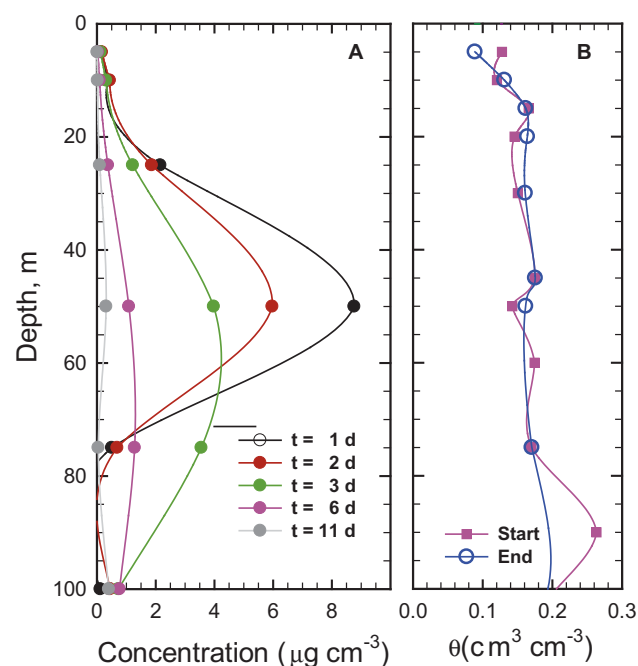 A
B
0
20
40
60
80
100
Depth, m
t = 1 d
t = 2 d
t = 3 d
t = 6 d
t = 11 d
0 2 4 6 8
Concentration (μg cm⁻³)
Start
End
0.0 0.1 0.2 0.3
θ(cm³ cm⁻³)